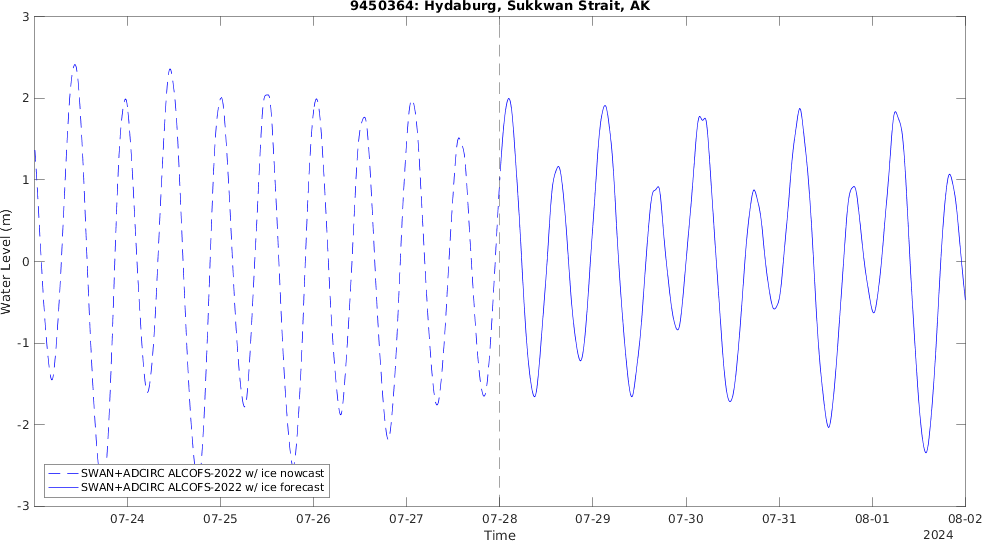 9450364: Hydaburg, Sukkwan Strait, AK
3
2
1
0
-1
-2
-3
Water Level (m)
SWAN+ADCIRC ALCOFS-2022 w/ ice nowcast
SWAN+ADCIRC ALCOFS-2022 w/ ice forecast
07-24 07-25 07-26 07-27 07-28 07-29 07-30 07-31 08-01 08-02
Time
2024